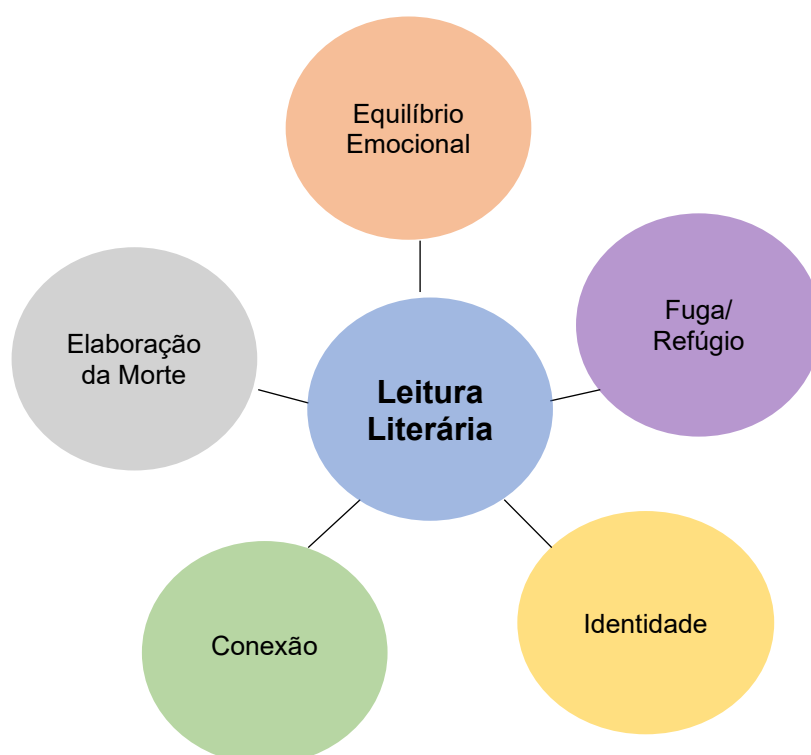 Equilíbrio
Emocional
Fuga/
Refúgio
Elaboração
da Morte
Leitura
Literária
Identidade
Conexão